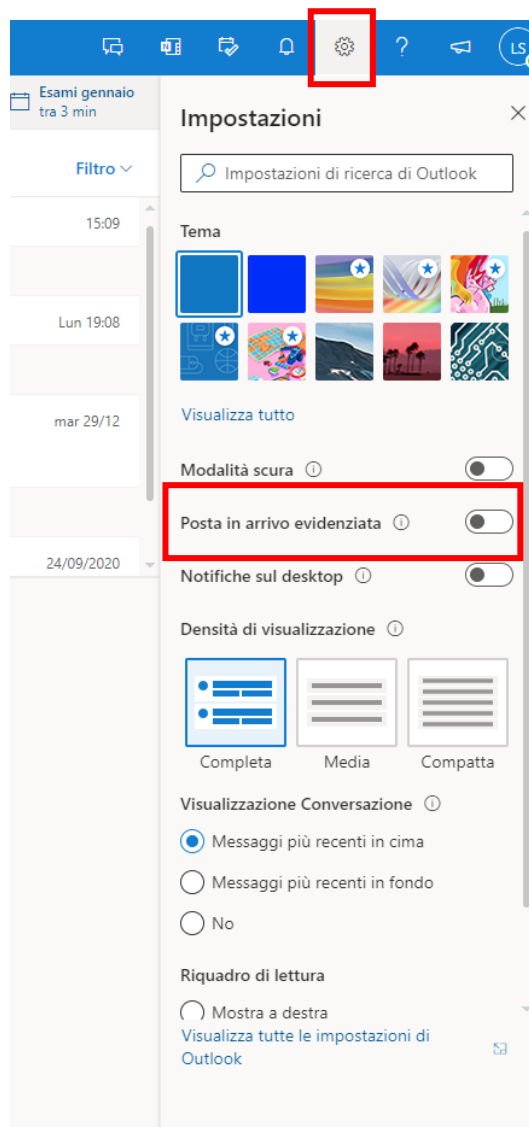 LS
Esami gennaio
tra 3 min
Filtro
15:09
Lun 19:08
mar 29/12
24/09/2020
Impostazioni
Impostazioni di ricerca di Outlook
Tema
Visualizza tutto
Modalità scura
Posta in arrivo evidenziata
Notifiche sul desktop
Densità di visualizzazione
Completa Media Compatta
Visualizzazione Conversazione
Messaggi più recenti in cima
Messaggi più recenti in fondo
No
Riquadro di lettura
Mostra a destra
Visualizza tutte le impostazioni di
Outlook